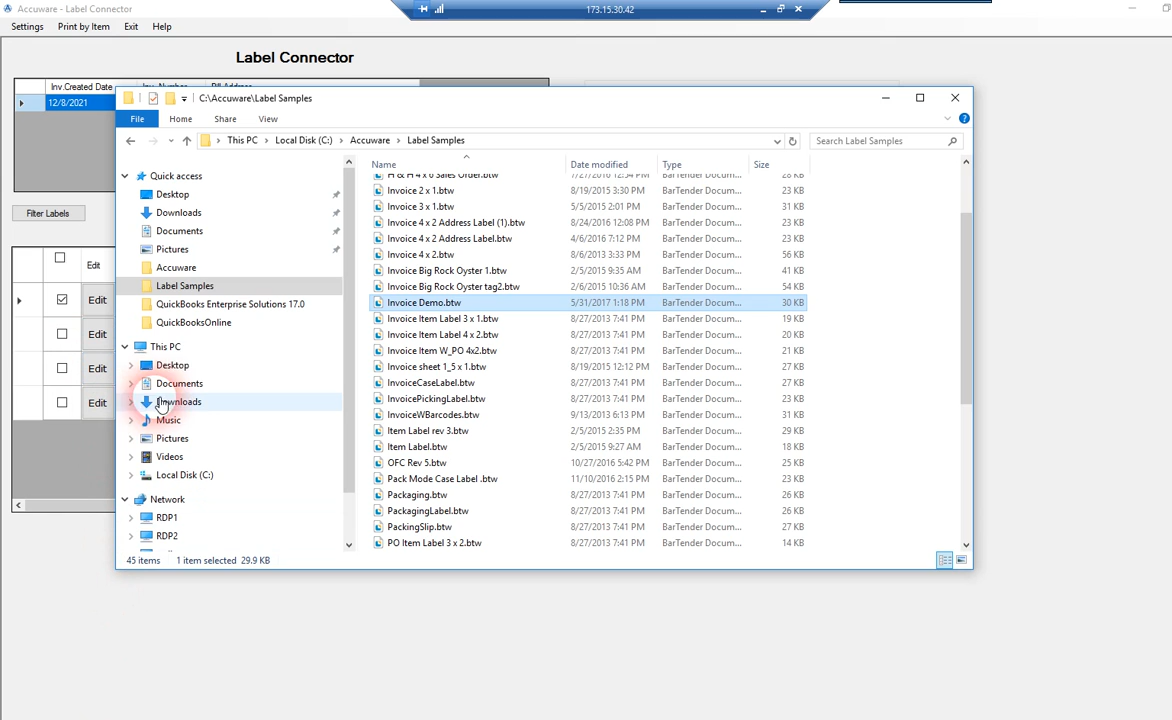 Accuware - Label Connector
173.15.30.42
Settings Print by Item Exit Help
Label Connector
Inv.Created Date Inv. Number Bill Address
12/8/2021
Filter Labels
Edit
Edit
Edit
Edit
Edit
C:\Accuware\Label Samples
File Home Share View
This PC > Local Disk (C:) > Accuware > Label Samples
Search Label Samples
Quick access
Desktop
Downloads
Documents
Pictures
Accuware
Label Samples
QuickBooks Enterprise Solutions 17.0
QuickBooksOnline
This PC
Desktop
Documents
Downloads
Music
Pictures
Videos
Local Disk (C:)
Network
RDP1
RDP2
Name Date modified Type Size
H & H 4 x 6 Sales Order.btw 7/27/2016 12:54 PM BarTender Docum... 28 KB
Invoice 2 x 1.btw 8/19/2015 3:30 PM BarTender Docum... 23 KB
Invoice 3 x 1.btw 5/5/2015 2:01 PM BarTender Docum... 31 KB
Invoice 4 x 2 Address Label (1).btw 8/24/2016 12:08 PM BarTender Docum... 23 KB
Invoice 4 x 2 Address Label.btw 4/6/2016 7:12 PM BarTender Docum... 23 KB
Invoice 4 x 2.btw 8/6/2013 3:33 PM BarTender Docum... 56 KB
Invoice Big Rock Oyster 1.btw 2/5/2015 9:35 AM BarTender Docum... 41 KB
Invoice Big Rock Oyster tag2.btw 2/6/2015 10:36 AM BarTender Docum... 54 KB
Invoice Demo.btw 5/31/2017 1:18 PM BarTender Docum... 30 KB
Invoice Item Label 3 x 1.btw 8/27/2013 7:41 PM BarTender Docum... 19 KB
Invoice Item Label 4 x 2.btw 8/27/2013 7:41 PM BarTender Docum... 20 KB
Invoice Item W_PO 4x2.btw 8/27/2013 7:41 PM BarTender Docum... 21 KB
Invoice sheet 1_5 x 1.btw 8/19/2015 12:12 PM BarTender Docum... 27 KB
InvoiceCaseLabel.btw 8/27/2013 7:41 PM BarTender Docum... 27 KB
InvoicePickingLabel.btw 8/27/2013 7:41 PM BarTender Docum... 23 KB
InvoiceWBarcodes.btw 9/13/2013 6:13 PM BarTender Docum... 31 KB
Item Label rev 3.btw 2/5/2015 2:35 PM BarTender Docum... 29 KB
Item Label.btw 2/5/2015 9:27 AM BarTender Docum... 18 KB
OFC Rev 5.btw 10/27/2016 5:42 PM BarTender Docum... 25 KB
Pack Mode Case Label .btw 11/10/2016 2:15 PM BarTender Docum... 23 KB
Packaging.btw 8/27/2013 7:41 PM BarTender Docum... 26 KB
PackagingLabel.btw 8/27/2013 7:41 PM BarTender Docum... 26 KB
PackingSlip.btw 8/27/2013 7:41 PM BarTender Docum... 27 KB
PO Item Label 3 x 2.btw 8/27/2013 7:41 PM BarTender Docum... 14 KB
45 items 1 item selected 29.9 KB